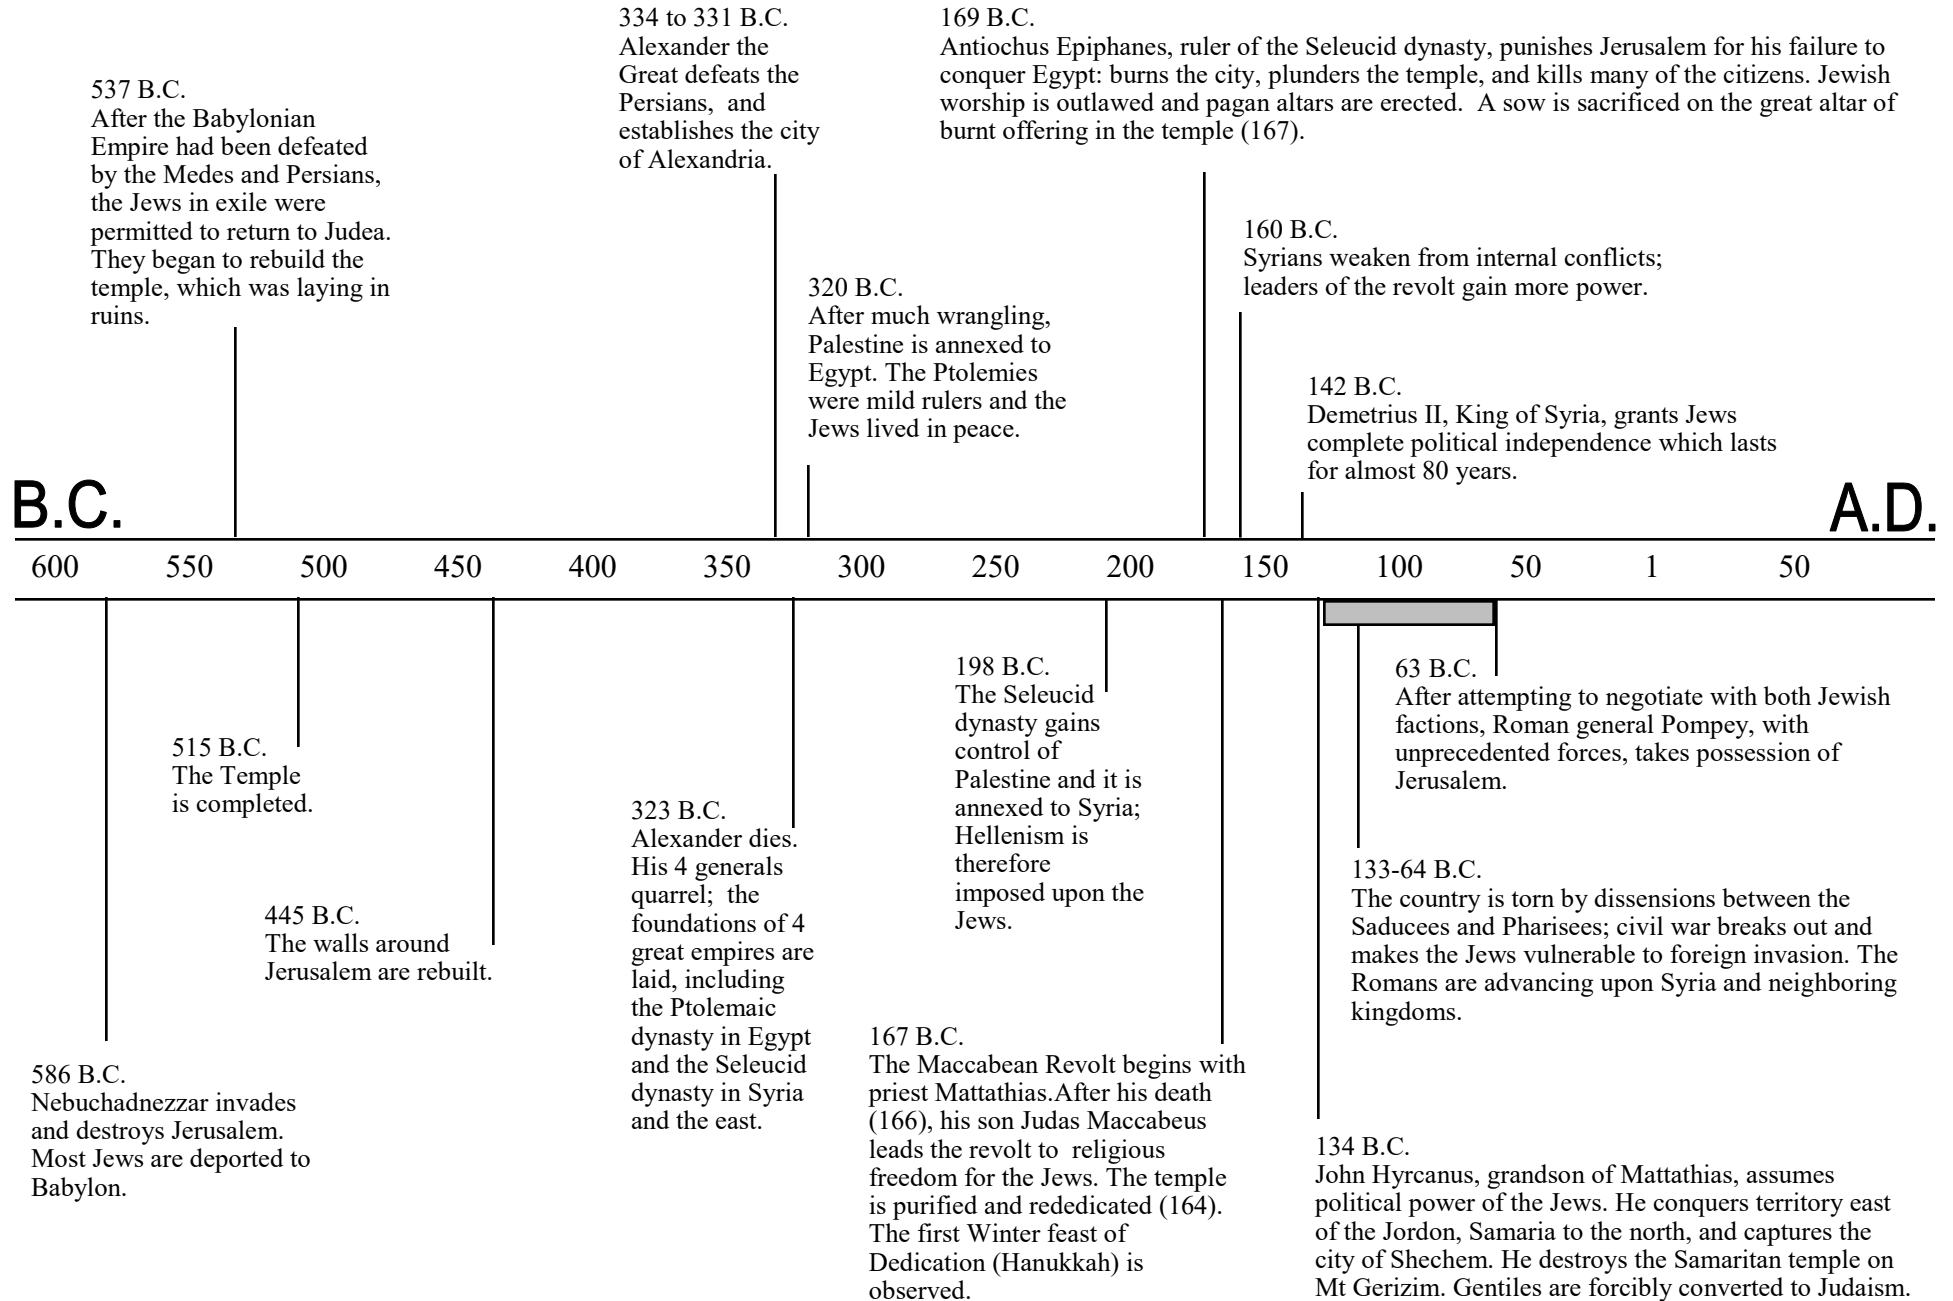 334 to 331 B.C.
Alexander the
Great defeats the
Persians,  and
establishes the city
of Alexandria.
169 B.C.
Antiochus Epiphanes, ruler of the Seleucid dynasty, punishes Jerusalem for his failure to
conquer Egypt: burns the city, plunders the temple, and kills many of the citizens. Jewish
worship is outlawed and pagan altars are erected.  A sow is sacrificed on the great altar of
burnt offering in the temple (167).
537 B.C.
After the Babylonian
Empire had been defeated
by the Medes and Persians,
the Jews in exile were
permitted to return to Judea.
They began to rebuild the
temple, which was laying in
ruins.
160 B.C.
Syrians weaken from internal conflicts;
leaders of the revolt gain more power.
320 B.C.
After much wrangling,
Palestine is annexed to
Egypt. The Ptolemies
were mild rulers and the
Jews lived in peace.
142 B.C.
Demetrius II, King of Syria, grants Jews
complete political independence which lasts
for almost 80 years.
B.C.
A.D.
600 550 500 450 400 350 300 250 200 150 100 50 1 50
198 B.C.
The Seleucid
dynasty gains
control of
Palestine and it is
annexed to Syria;
Hellenism is
therefore
imposed upon the
Jews.
63 B.C.
After attempting to negotiate with both Jewish
factions, Roman general Pompey, with
unprecedented forces, takes possession of
Jerusalem.
515 B.C.
The Temple
is completed.
323 B.C.
Alexander dies.
His 4 generals
quarrel;  the
foundations of 4
great empires are
laid, including
the Ptolemaic
dynasty in Egypt
and the Seleucid
dynasty in Syria
and the east.
133-64 B.C.
The country is torn by dissensions between the
Saducees and Pharisees; civil war breaks out and
makes the Jews vulnerable to foreign invasion. The
Romans are advancing upon Syria and neighboring
kingdoms.
445 B.C.
The walls around
Jerusalem are rebuilt.
167 B.C.
The Maccabean Revolt begins with
priest Mattathias.After his death
(166), his son Judas Maccabeus
leads the revolt to  religious
freedom for the Jews. The temple
is purified and rededicated (164).
The first Winter feast of
Dedication (Hanukkah) is
observed.
586 B.C.
Nebuchadnezzar invades
and destroys Jerusalem.
Most Jews are deported to
Babylon.
134 B.C.
John Hyrcanus, grandson of Mattathias, assumes
political power of the Jews. He conquers territory east
of the Jordon, Samaria to the north, and captures the
city of Shechem. He destroys the Samaritan temple on
Mt Gerizim. Gentiles are forcibly converted to Judaism.